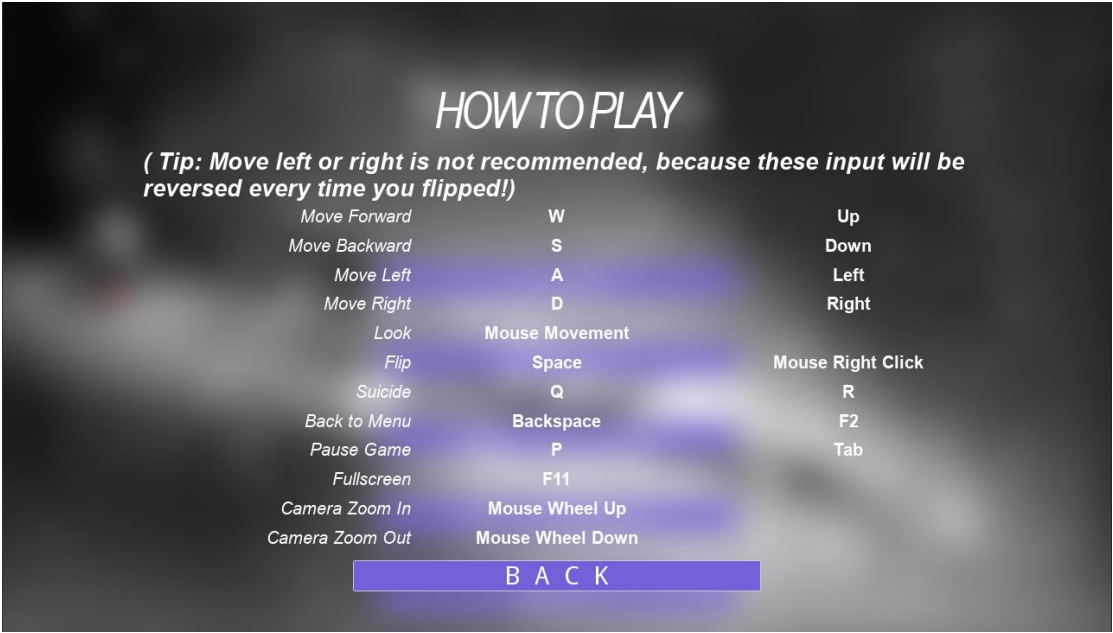 HOW TO PLAY
( Tip: Move left or right is not recommended, because these input will be
reversed every time you flipped!)
Move Forward W Up
Move Backward S Down
Move Left A Left
Move Right D Right
Look Mouse Movement
Flip Space Mouse Right Click
Suicide Q R
Back to Menu Backspace F2
Pause Game P Tab
Fullscreen F11
Camera Zoom In Mouse Wheel Up
Camera Zoom Out Mouse Wheel Down
BACK